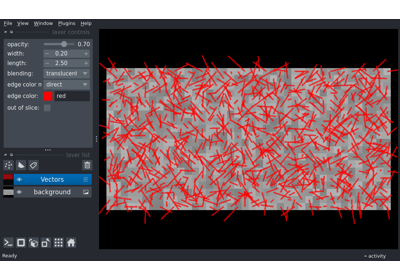 File View Window Plugins Help
layer controls
opacity: 0.70
width: 0.20
length: 2.50
blending: translucent
edge color m direct
edge color: red
out of slice:
layer list
Vectors
background
Ready
activity